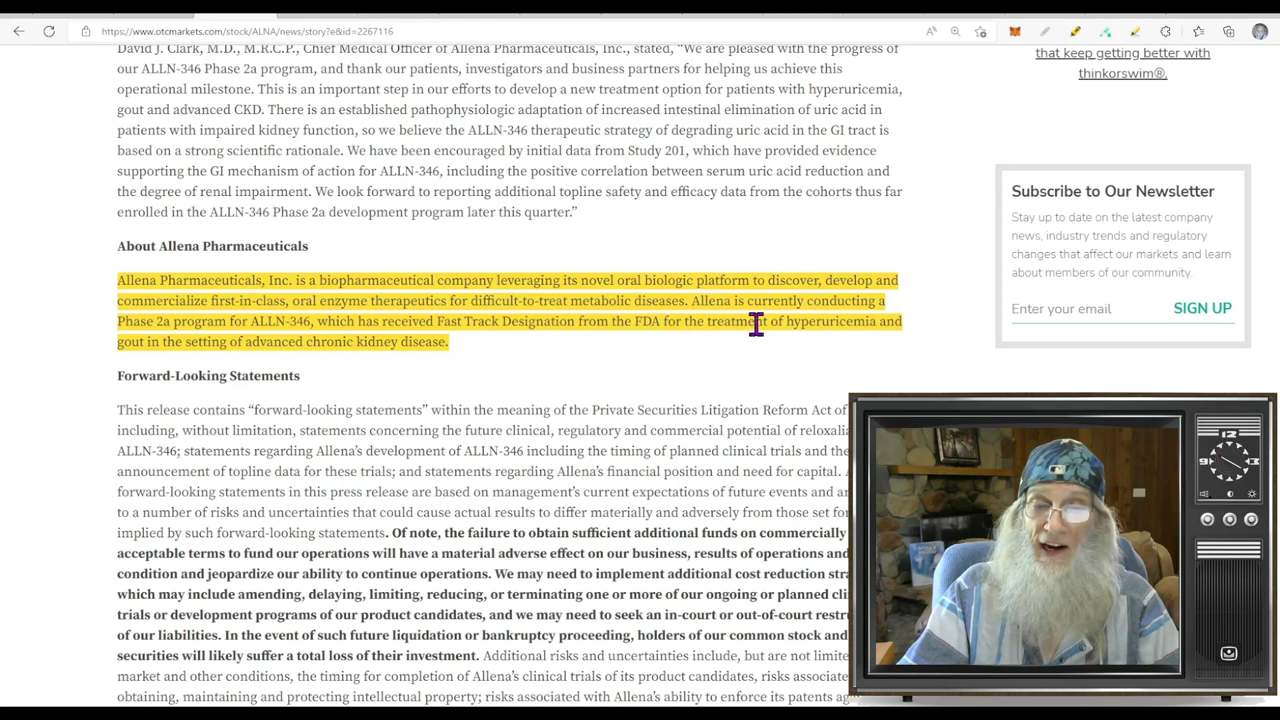 https://www.otcmarkets.com/stock/ALNA/news/story?e&id=2267116
David J. Clark, M.D., M.R.C.P., Chief Medical Officer of Allena Pharmaceuticals, Inc., stated, “We are pleased with the progress of
our ALLN-346 Phase 2a program, and thank our patients, investigators and business partners for helping us achieve this
operational milestone. This is an important step in our efforts to develop a new treatment option for patients with hyperuricemia,
gout and advanced CKD. There is an established pathophysiologic adaptation of increased intestinal elimination of uric acid in
patients with impaired kidney function, so we believe the ALLN-346 therapeutic strategy of degrading uric acid in the GI tract is
based on a strong scientific rationale. We have been encouraged by initial data from Study 201, which have provided evidence
supporting the GI mechanism of action for ALLN-346, including the positive correlation between serum uric acid reduction and
the degree of renal impairment. We look forward to reporting additional topline safety and efficacy data from the cohorts thus far
enrolled in the ALLN-346 Phase 2a development program later this quarter.”
About Allena Pharmaceuticals
Allena Pharmaceuticals, Inc. is a biopharmaceutical company leveraging its novel oral biologic platform to discover, develop and
commercialize first-in-class, oral enzyme therapeutics for difficult-to-treat metabolic diseases. Allena is currently conducting a
Phase 2a program for ALLN-346, which has received Fast Track Designation from the FDA for the treatment of hyperuricemia and
gout in the setting of advanced chronic kidney disease.
Forward-Looking Statements
This release contains “forward-looking statements” within the meaning of the Private Securities Litigation Reform Act of
including, without limitation, statements concerning the future clinical, regulatory and commercial potential of reloxalia
ALLN-346; statements regarding Allena’s development of ALLN-346 including the timing of planned clinical trials and the
announcement of topline data for these trials; and statements regarding Allena’s financial position and need for capital.
forward-looking statements in this press release are based on management’s current expectations of future events and ar
to a number of risks and uncertainties that could cause actual results to differ materially and adversely from those set for
implied by such forward-looking statements. Of note, the failure to obtain sufficient additional funds on commercially
acceptable terms to fund our operations will have a material adverse effect on our business, results of operations and
condition and jeopardize our ability to continue operations. We may need to implement additional cost reduction stra
which may include amending, delaying, limiting, reducing, or terminating one or more of our ongoing or planned cli
trials or development programs of our product candidates, and we may need to seek an in-court or out-of-court restr
of our liabilities. In the event of such future liquidation or bankruptcy proceeding, holders of our common stock and
securities will likely suffer a total loss of their investment. Additional risks and uncertainties include, but are not limite
market and other conditions, the timing for completion of Allena’s clinical trials of its product candidates, risks associate
obtaining, maintaining and protecting intellectual property; risks associated with Allena’s ability to enforce its patents ag
that keep getting better with
thinkorswim®.
Subscribe to Our Newsletter
Stay up to date on the latest company
news, industry trends and regulatory
changes that affect our markets and learn
about members of our community.
Enter your email SIGN UP
12
9 3